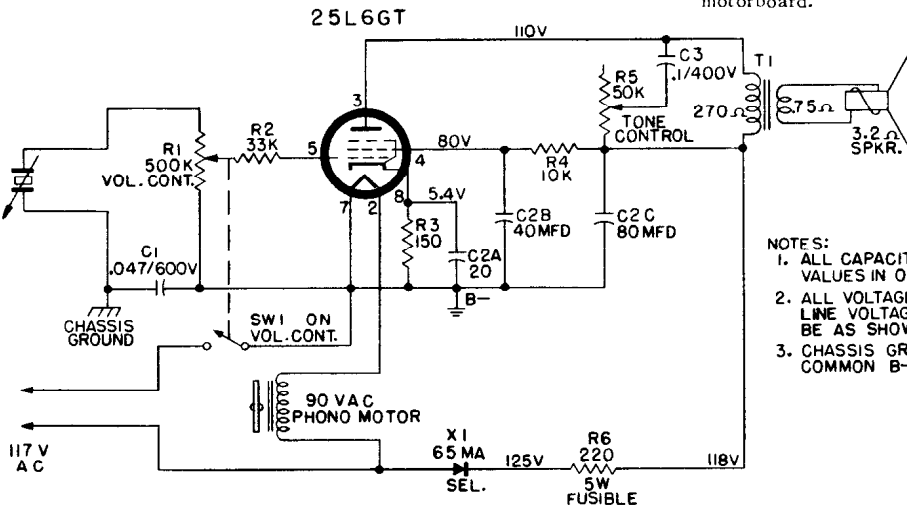 motorboard.
25L6GT
110V
C3
.1/400V
T1
R5
50K
TONE
CONTROL
270Ω
.75Ω
3.2Ω
SPKR.
3
R2
33K
5
R1
500K
VOL. CONT.
80V
4
R4
10K
7
2
8
5.4V
R3
150
C2A
20
C2B
40MFD
C2C
80MFD
C1
.047/600V
B-
CHASSIS
GROUND
SW1 ON
VOL. CONT.
NOTES:
1. ALL CAPACIT
VALUES IN O
2. ALL VOLTAG
LINE VOLTAG
BE AS SHOW
3. CHASSIS GR
COMMON B-
90 VAC
PHONO MOTOR
117 V
AC
X1
65 MA
SEL.
125V
R6
220
5W
FUSIBLE
118V